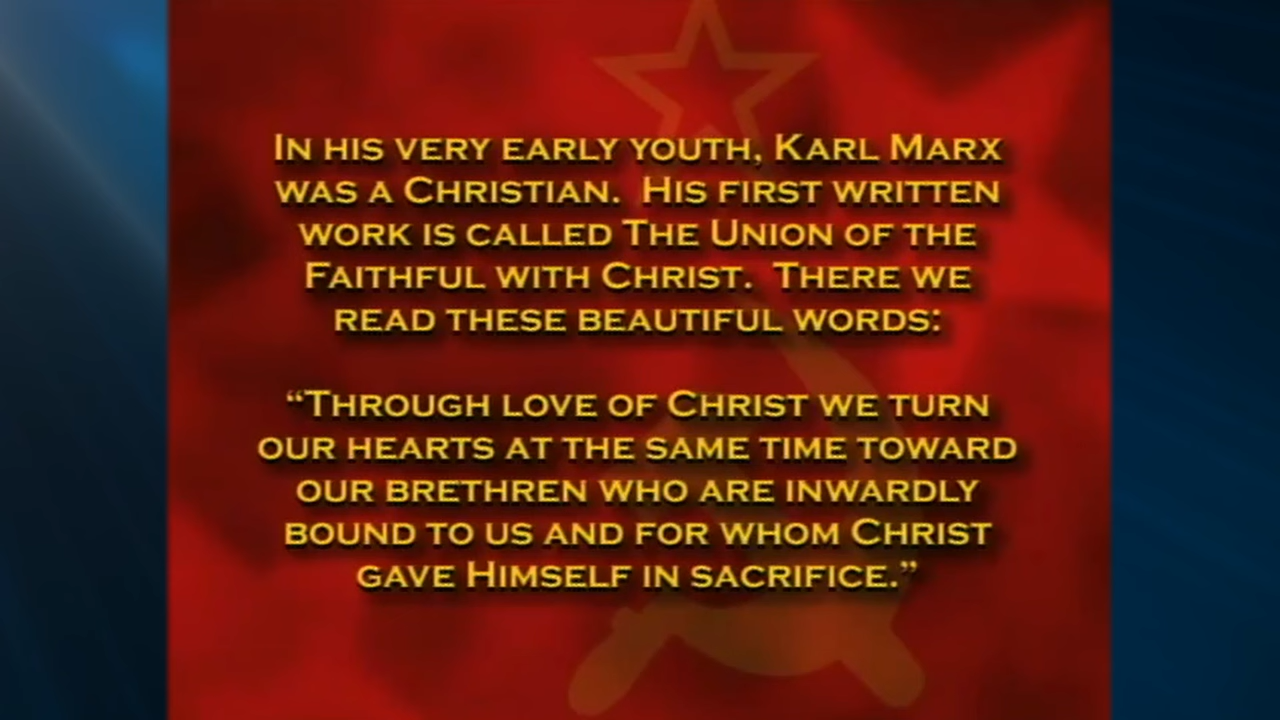 IN HIS VERY EARLY YOUTH, KARL MARX
WAS A CHRISTIAN. HIS FIRST WRITTEN
WORK IS CALLED THE UNION OF THE
FAITHFUL WITH CHRIST. THERE WE
READ THESE BEAUTIFUL WORDS:
“THROUGH LOVE OF CHRIST WE TURN
OUR HEARTS AT THE SAME TIME TOWARD
OUR BRETHREN WHO ARE INWARDLY
BOUND TO US AND FOR WHOM CHRIST
GAVE HIMSELF IN SACRIFICE.”